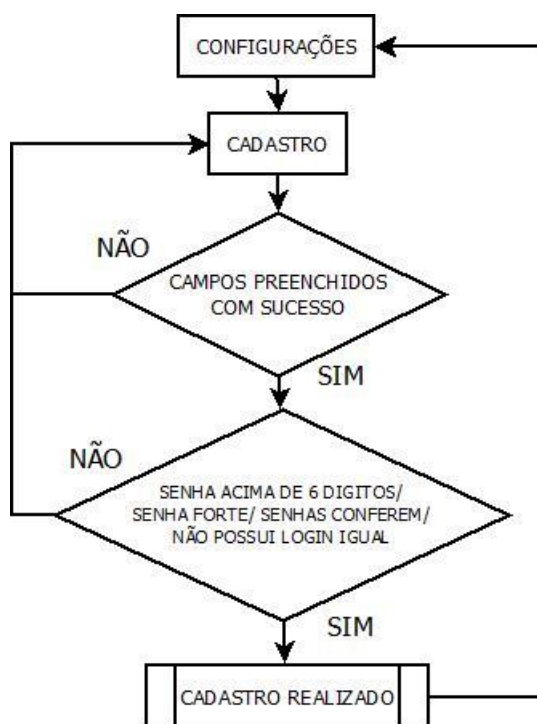 CONFIGURAÇÕES
CADASTRO
NÃO
CAMPOS PREENCHIDOS
COM SUCESSO
SIM
NÃO
SENHA ACIMA DE 6 DIGITOS/
SENHA FORTE/ SENHAS CONFEREM/
NÃO POSSUI LOGIN IGUAL
SIM
CADASTRO REALIZADO